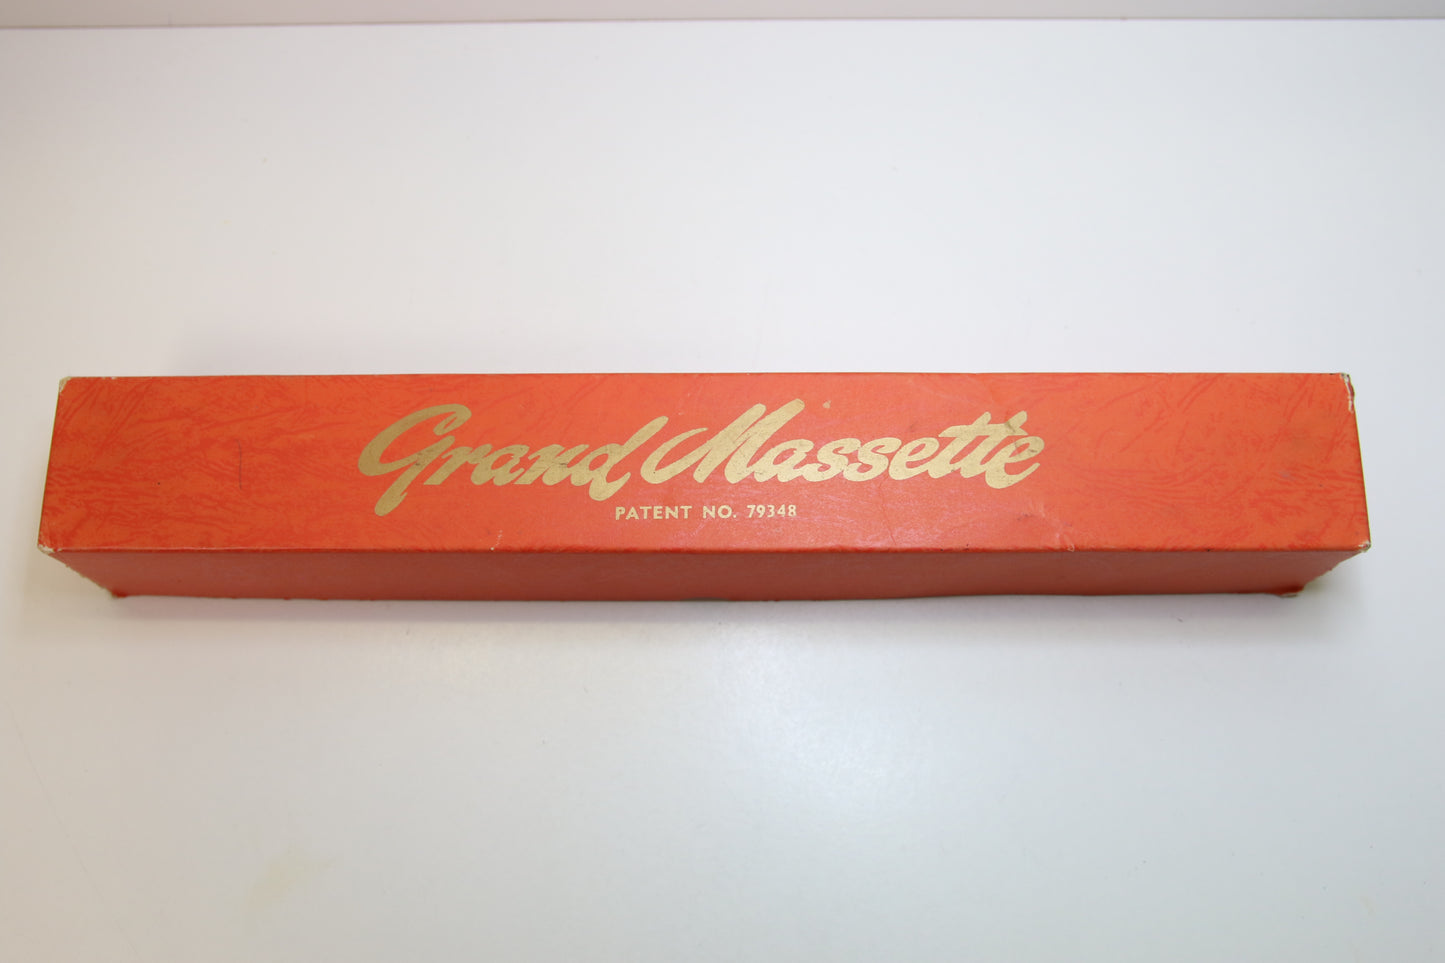 Grand Massette
PATENT NO. 79348